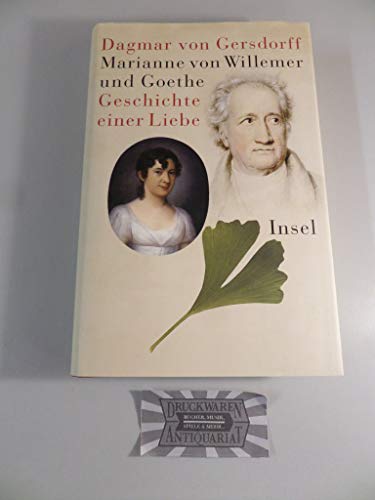 Dagmar von Gersdorff
Marianne von Willemer
und Goethe
Geschichte
einer Liebe
Insel
DRUCKWAREN
BÜCHER, MUSIK,
SPIELE & MEHR...
ANTIQUARIAT